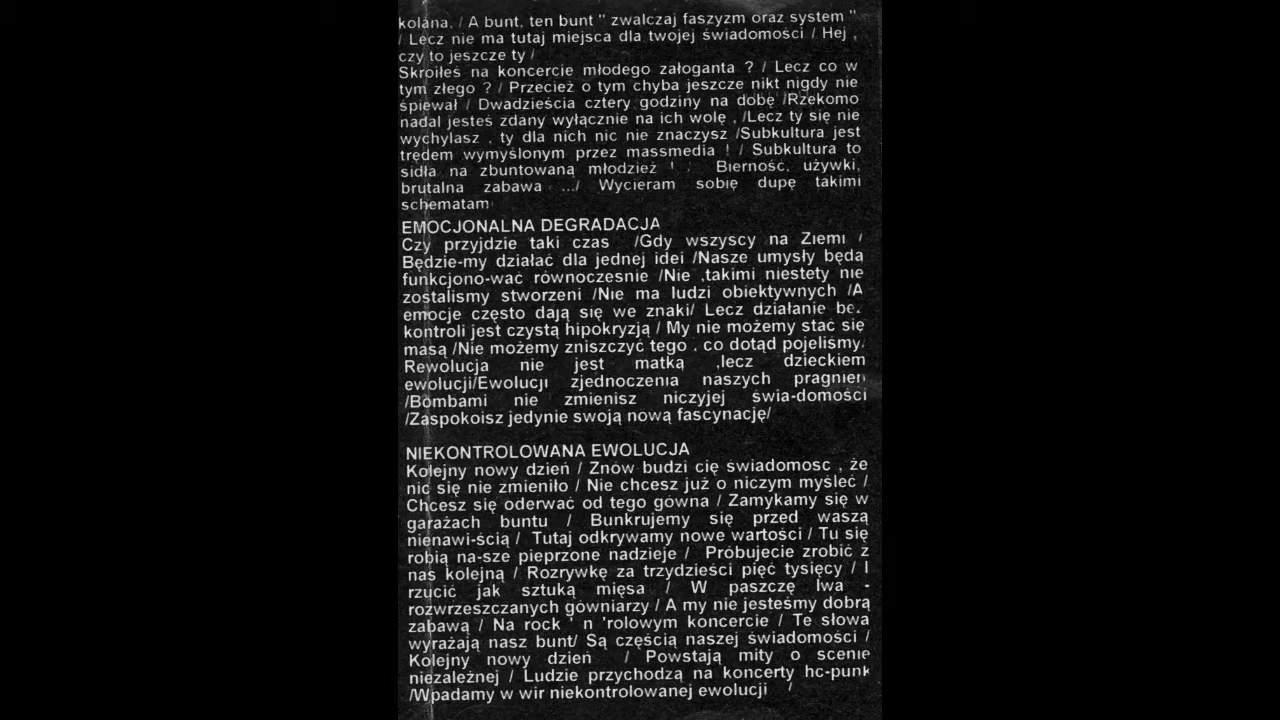 kolana, / A bunt, ten bunt " zwalczaj faszyzm oraz system "
/ Lecz nie ma tutaj miejsca dla twojej świadomości / Hej ,
czy to jeszcze ty /
Skroiłeś na koncercie młodego załoganta ? / Lecz co w
tym złego ? / Przecież o tym chyba jeszcze nikt nigdy nie
śpiewał / Dwadzieścia cztery godziny na dobę /Rzekomo
nadal jesteś zdany wyłącznie na ich wolę , /Lecz ty się nie
wychylasz , ty dla nich nic nie znaczysz /Subkultura jest
trędem wymyślonym przez massmedia ! / Subkultura to
sidła na zbuntowaną młodzież ! / Bierność, używki,
brutalna zabawa .../ Wycieram sobię dupę takimi
schematami
EMOCJONALNA DEGRADACJA
Czy przyjdzie taki czas /Gdy wszyscy na Ziemi /
Będzie-my działać dla jednej idei /Nasze umysły będa
funkcjono-wać równoczesnie /Nie ,takimi niestety nie
zostalismy stworzeni /Nie ma ludzi obiektywnych /A
emocje często dają się we znaki/ Lecz działanie bez
kontroli jest czystą hipokryzją / My nie możemy stać się
masą /Nie możemy zniszczyć tego , co dotąd pojeliśmy/
Rewolucja nie jest matką ,lecz dzieckiem
ewolucji/Ewolucji zjednoczenia naszych pragnień
/Bombami nie zmienisz niczyjej świa-domości
/Zaspokoisz jedynie swoją nową fascynację/
NIEKONTROLOWANA EWOLUCJA
Kolejny nowy dzień / Znów budzi cię świadomosc , że
nic się nie zmieniło / Nie chcesz już o niczym myśleć /
Chcesz się oderwać od tego gówna / Zamykamy się w
garażach buntu / Bunkrujemy się przed waszą
nienawi-ścią / Tutaj odkrywamy nowe wartości / Tu się
robią na-sze pieprzone nadzieje / Próbujecie zrobić z
nas kolejną / Rozrywkę za trzydzieści pięć tysięcy / I
rzucić jak sztuką mięsa / W paszczę lwa -
rozwrzeszczanych gówniarzy / A my nie jesteśmy dobrą
zabawą / Na rock ' n 'rolowym koncercie / Te słowa
wyrażają nasz bunt/ Są częścią naszej świadomości /
Kolejny nowy dzień / Powstają mity o scenie
niezależnej / Ludzie przychodzą na koncerty hc-punk
/Wpadamy w wir niekontrolowanej ewolucji /